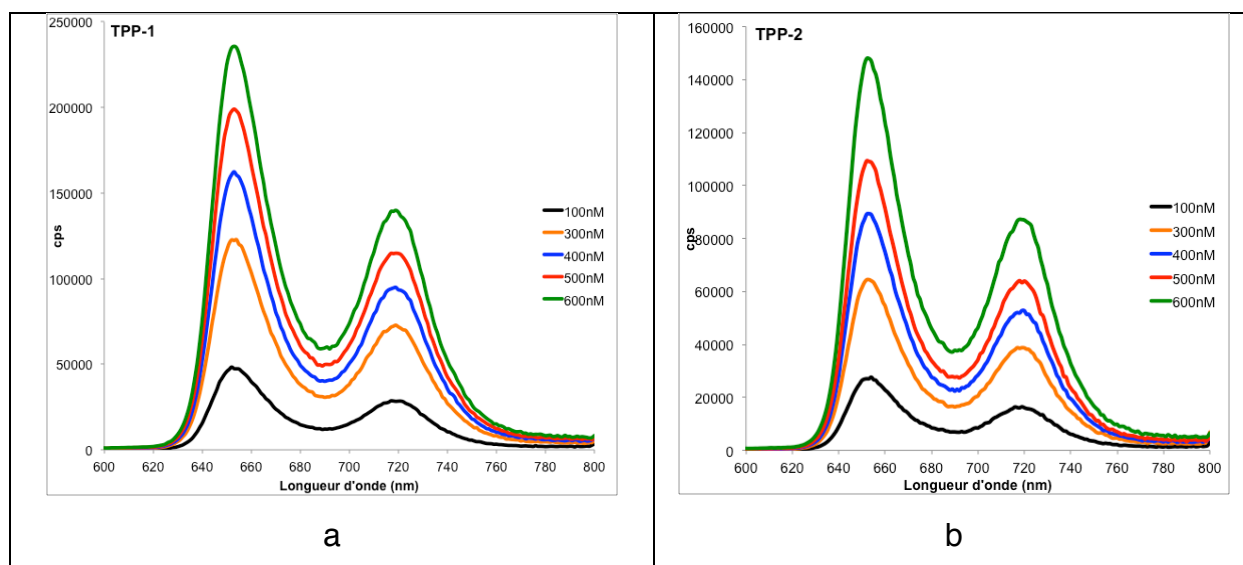 TPP-1
250000
200000
150000
100000
50000
0
cps
600 620 640 660 680 700 720 740 760 780 800
Longueur d'onde (nm)
100nM
300nM
400nM
500nM
600nM
a
TPP-2
160000
140000
120000
100000
80000
60000
40000
20000
0
cps
600 620 640 660 680 700 720 740 760 780 800
Longueur d'onde (nm)
100nM
300nM
400nM
500nM
600nM
b